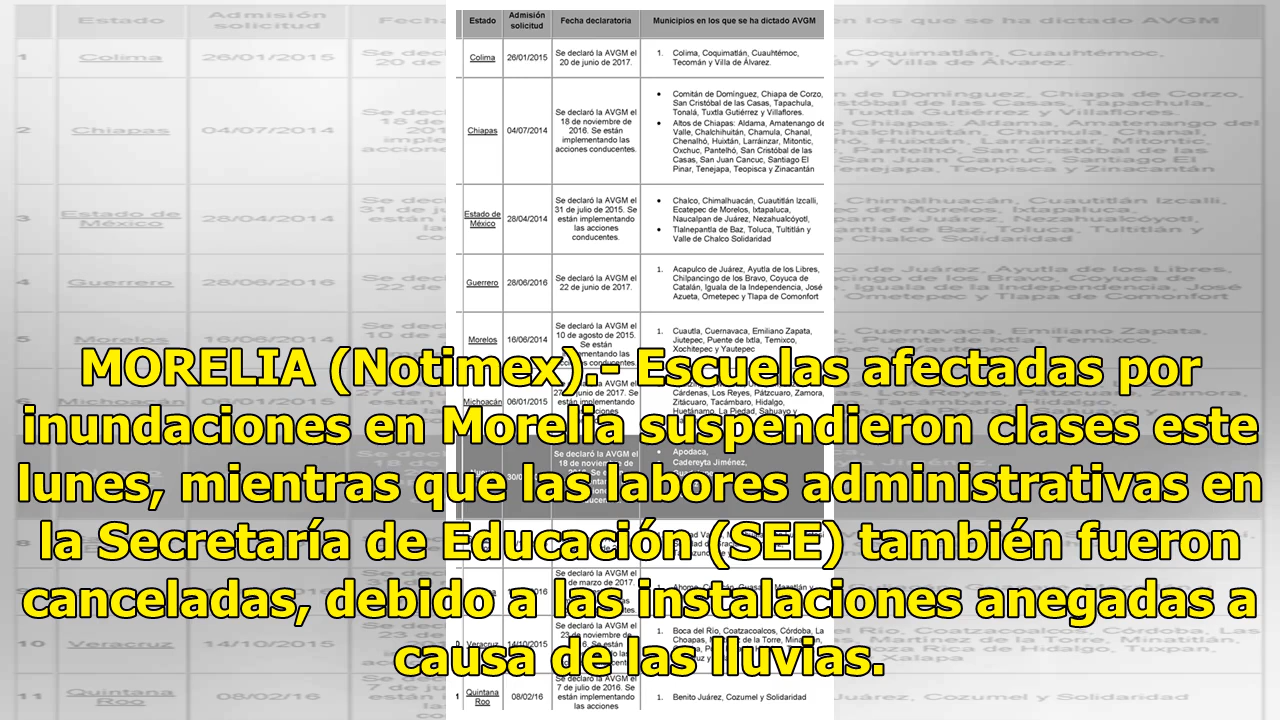 Estado
Admisión solicitud
Fecha declaratoria
Municipios en los que se ha dictado AVGM
Colima
26/01/2015
Se declaró la AVGM el
20 de junio de 2017.
1. Colima, Coquimatlán, Cuauhtémoc,
Tecomán y Villa de Álvarez.
Chiapas
04/07/2014
Se declaró la AVGM el
18 de noviembre de
2016. Se están
implementando las
acciones conducentes.
• Comitán de Domínguez, Chiapa de Corzo,
San Cristóbal de las Casas, Tapachula,
Tonalá, Tuxtla Gutiérrez y Villaflores.
• Altos de Chiapas: Aldama, Amatenango de
Valle, Chalchihuitán, Chamula, Chanal,
Chenalhó, Huixtán, Larráinzar, Mitontic,
Oxchuc, Pantelhó, San Cristóbal de las
Casas, San Juan Cancuc, Santiago El
Pinar, Tenejapa, Teopisca y Zinacantán
Estado de
México
28/04/2014
Se declaró la AVGM el
31 de julio de 2015. Se
están implementando
las acciones
conducentes.
• Chalco, Chimalhuacán, Cuautitlán Izcalli,
Ecatepec de Morelos, Ixtapaluca,
Naucalpan de Juárez, Nezahualcóyotl,
• Tlalnepantla de Baz, Toluca, Tultitlán y
Valle de Chalco Solidaridad
Guerrero
28/06/2016
Se declaró la AVGM el
22 de junio de 2017.
1. Acapulco de Juárez, Ayutla de los Libres,
Chilpancingo de los Bravo, Coyuca de
Catalán, Iguala de la Independencia, José
Azueta, Ometepec y Tlapa de Comonfort
Morelos
16/06/2014
Se declaró la AVGM el
10 de agosto de 2015.
Se están
1. Cuautla, Cuernavaca, Emiliano Zapata,
Jiutepec, Puente de Ixtla, Temixco,
Xochitepec y Yautepec
MORELIA (Notimex).- Escuelas afectadas por
inundaciones en Morelia suspendieron clases este
lunes, mientras que las labores administrativas en
la Secretaría de Educación (SEE) también fueron
canceladas, debido a las instalaciones anegadas a
causa de las lluvias.
Michoacán
06/01/2015
Cárdenas, Los Reyes, Pátzcuaro, Zamora,
Zitácuaro, Tacámbaro, Hidalgo,
Huetánamo, La Piedad, Sahuayo y
Se declaró la AVGM el
18 de noviembre de
• Apodaca,
Cadereyta Jiménez,
Se declaró la AVGM el
Veracruz
14/10/2015
Se declaró la AVGM el
23 de noviembre de
Boca del Río, Coatzacoalcos, Córdoba, Las
Quintana
Roo
08/02/16
Se declaró la AVGM el
7 de julio de 2016. Se
están implementando
las acciones
1. Benito Juárez, Cozumel y Solidaridad